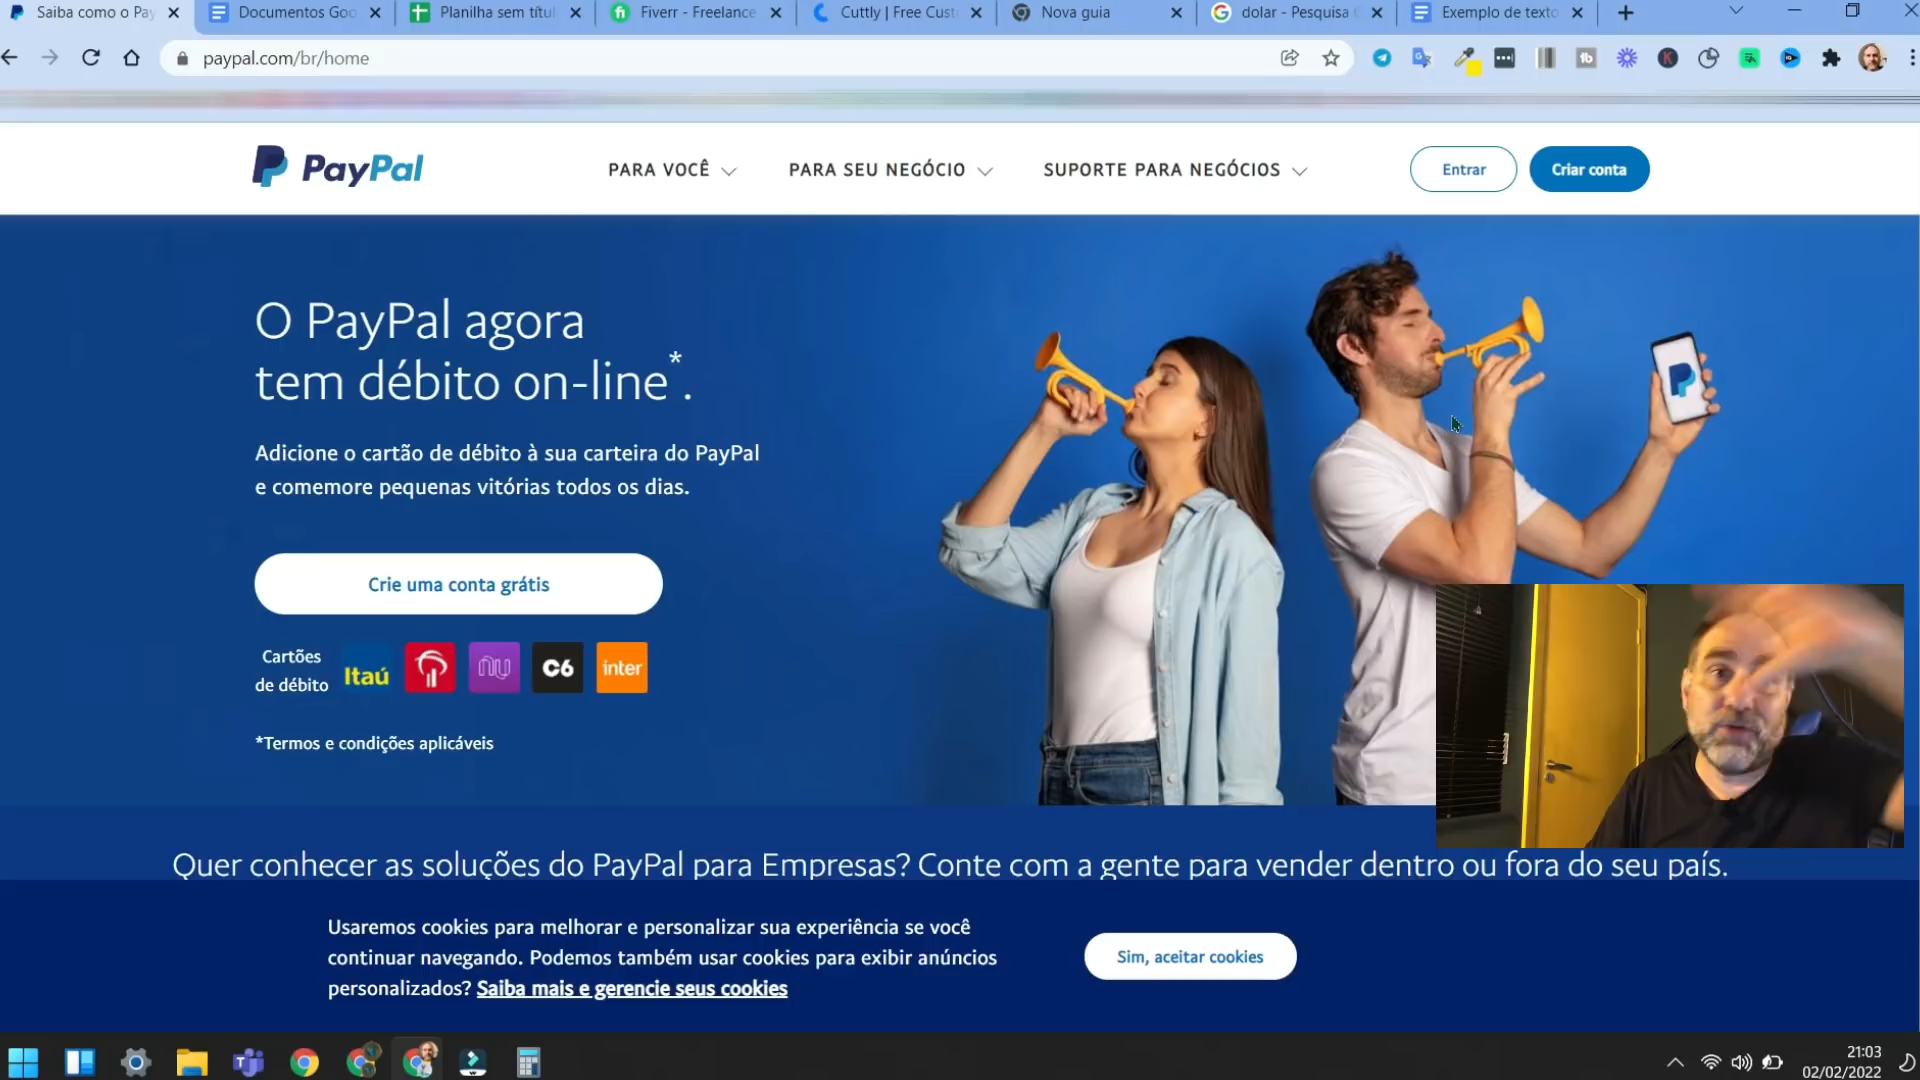 Saiba como o Pay
Documentos Goo
Planilha sem títul
Fiverr - Freelance
Cuttly | Free Cust
Nova guia
dolar - Pesquisa G
Exemplo de texto
paypal.com/br/home
PayPal
PARA VOCÊ
PARA SEU NEGÓCIO
SUPORTE PARA NEGÓCIOS
Entrar
Criar conta
O PayPal agora
tem débito on-line*.
Adicione o cartão de débito à sua carteira do PayPal
e comemore pequenas vitórias todos os dias.
Crie uma conta grátis
Cartões
de débito
Itaú
nu
C6
inter
*Termos e condições aplicáveis
Quer conhecer as soluções do PayPal para Empresas? Conte com a gente para vender dentro ou fora do seu país.
Usaremos cookies para melhorar e personalizar sua experiência se você
continuar navegando. Podemos também usar cookies para exibir anúncios
personalizados? Saiba mais e gerencie seus cookies
Sim, aceitar cookies
21:03
02/02/2022